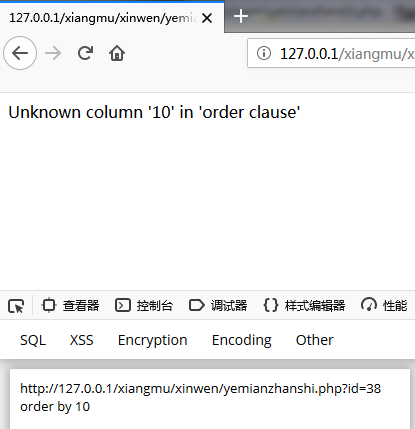 127.0.0.1/xiangmu/xinwen/yemia
127.0.0.1/xiangmu/x
Unknown column '10' in 'order clause'
查看器 控制台 调试器 样式编辑器 性能
SQL XSS Encryption Encoding Other
http://127.0.0.1/xiangmu/xinwen/yemianzhanshi.php?id=38
order by 10